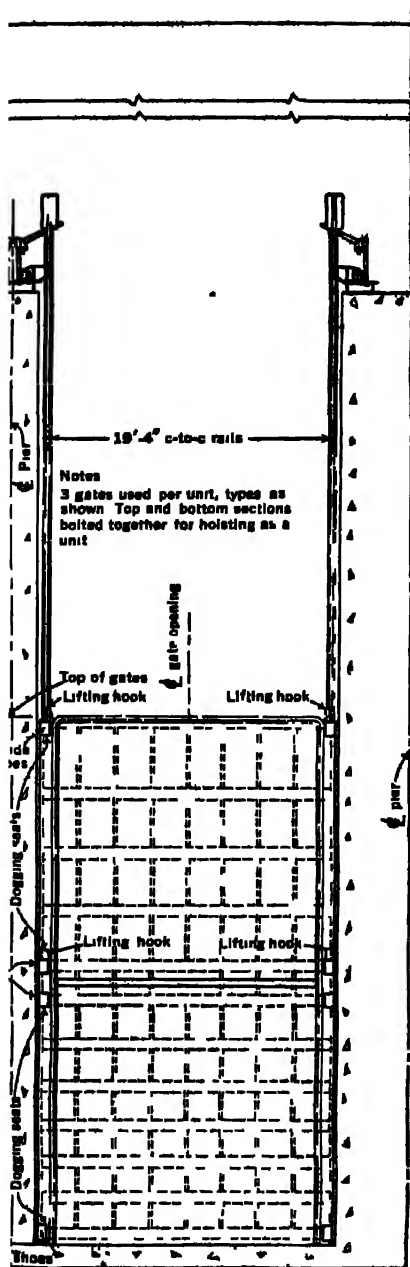 19'-4" c-to-c rails
Pier
Notes
3 gates used per unit, types as
shown Top and bottom sections
bolted together for hoisting as a
unit
℄ gate opening
Top of gates
Lifting hook
Lifting hook
℄ pier
Dogging seats
Lifting hook
Lifting hook
Dogging seats
Shoes